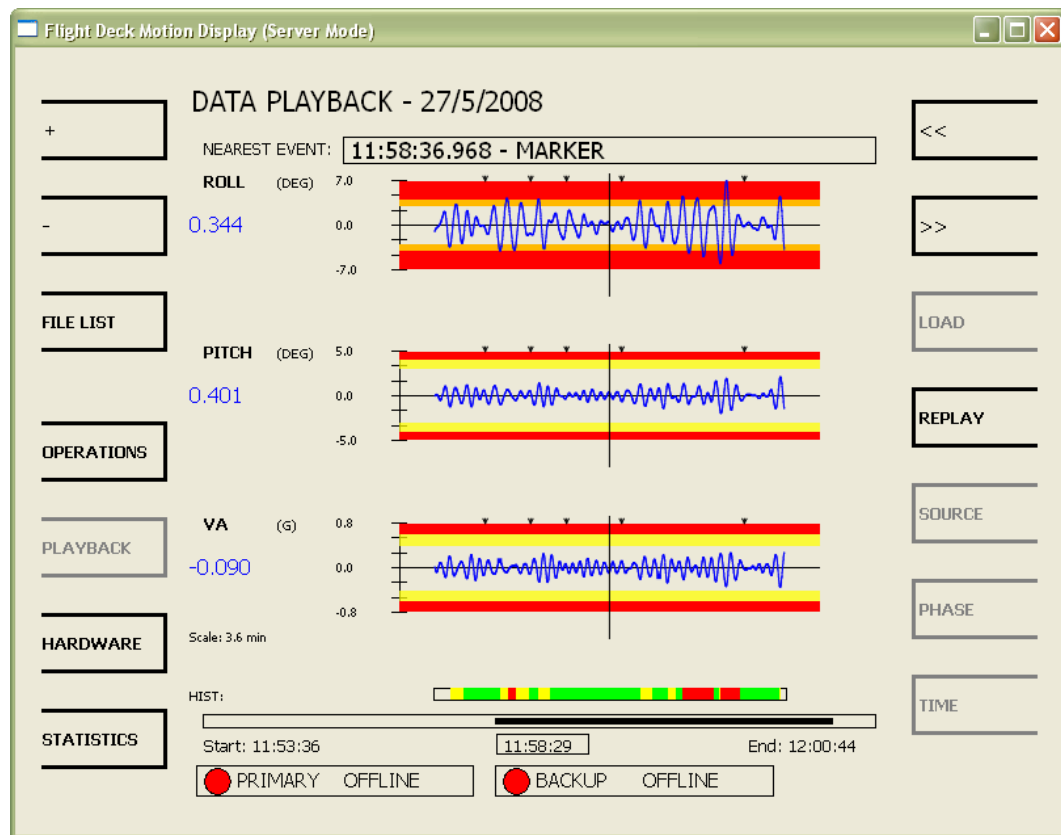 Flight Deck Motion Display (Server Mode)
DATA PLAYBACK - 27/5/2008
NEAREST EVENT: 11:58:36.968 - MARKER
+
-
FILE LIST
OPERATIONS
PLAYBACK
HARDWARE
STATISTICS
ROLL (DEG) 7.0
0.344 0.0
-7.0
PITCH (DEG) 5.0
0.401 0.0
-5.0
VA (G) 0.8
-0.090 0.0
-0.8
Scale: 3.6 min
HIST:
Start: 11:53:36 11:58:29 End: 12:00:44
PRIMARY OFFLINE BACKUP OFFLINE
<<
>>
LOAD
REPLAY
SOURCE
PHASE
TIME